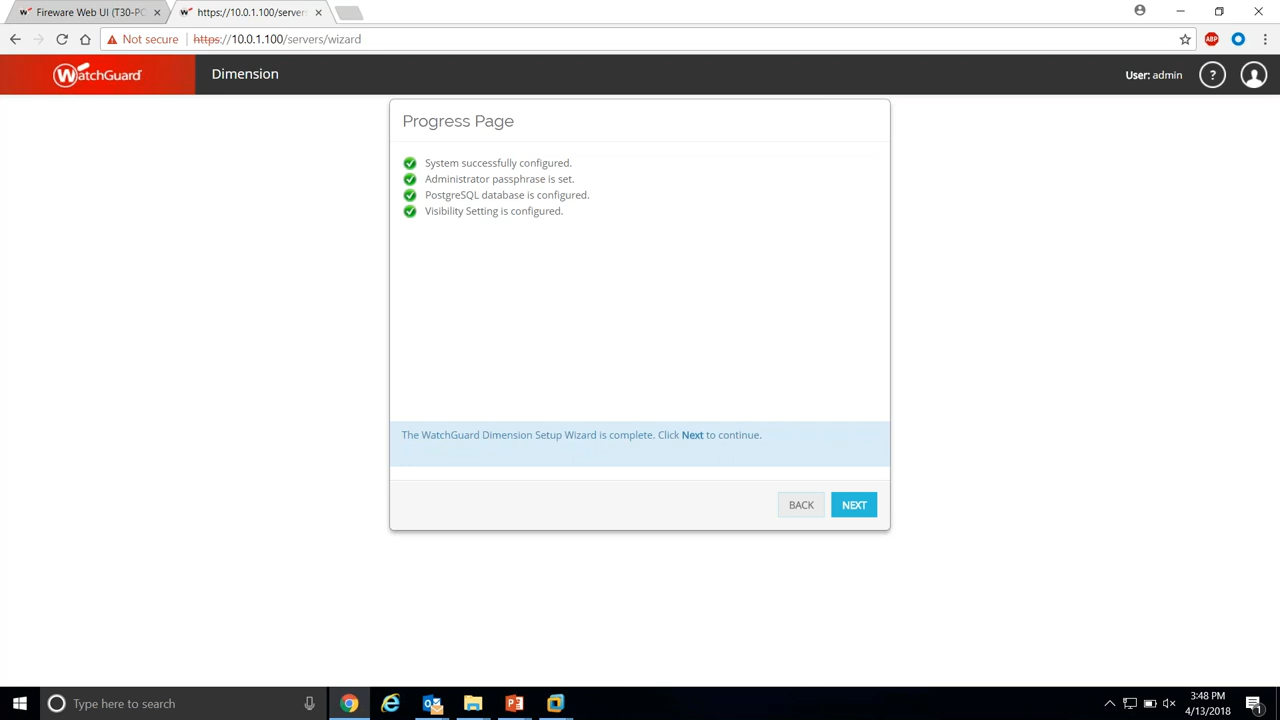 Fireware Web UI (T30-PC
https://10.0.1.100/server
Not secure
https://10.0.1.100/servers/wizard
ABP
WatchGuard
Dimension
User: admin
?
Progress Page
System successfully configured.
Administrator passphrase is set.
PostgreSQL database is configured.
Visibility Setting is configured.
The WatchGuard Dimension Setup Wizard is complete. Click Next to continue.
BACK
NEXT
Type here to search
3:48 PM
4/13/2018
1